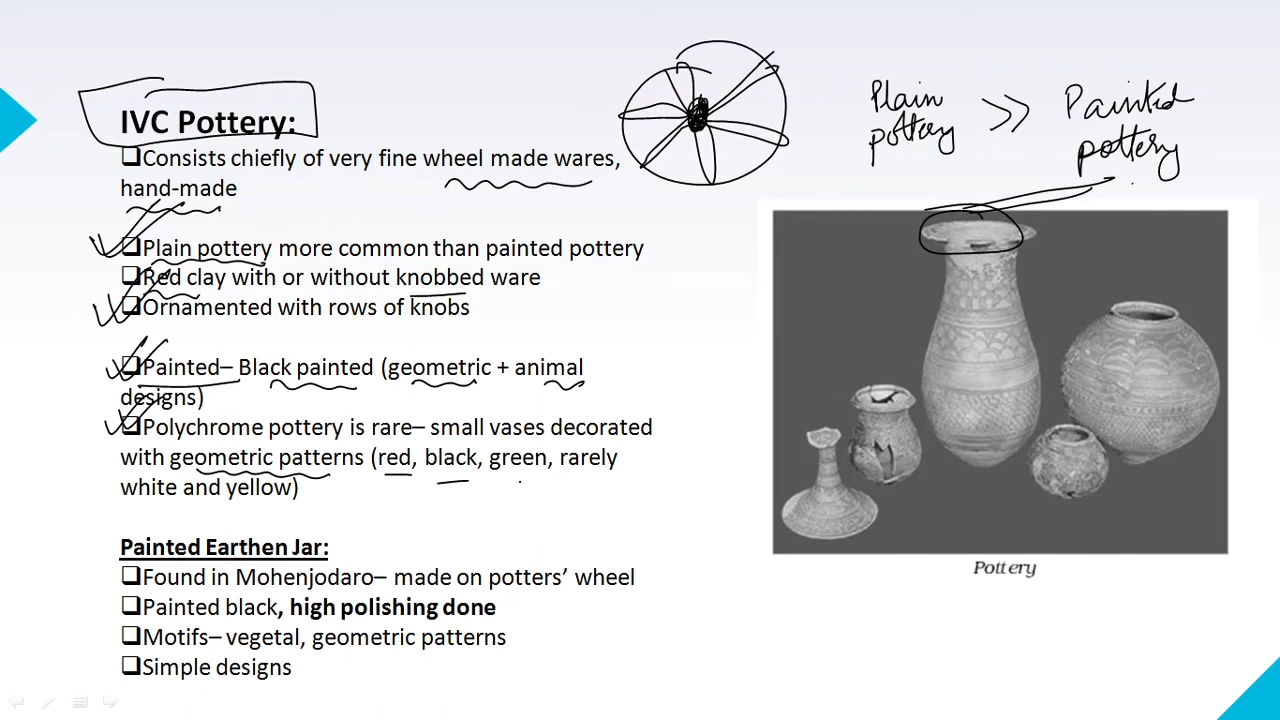 IVC Pottery:
❑Consists chiefly of very fine wheel made wares,
hand-made
❑Plain pottery more common than painted pottery
❑Red clay with or without knobbed ware
❑Ornamented with rows of knobs
❑Painted– Black painted (geometric + animal
designs)
❑Polychrome pottery is rare– small vases decorated
with geometric patterns (red, black, green, rarely
white and yellow)
Painted Earthen Jar:
❑Found in Mohenjodaro– made on potters’ wheel
❑Painted black, high polishing done
❑Motifs– vegetal, geometric patterns
❑Simple designs
Plain >> Painted
pottery pottery
Pottery